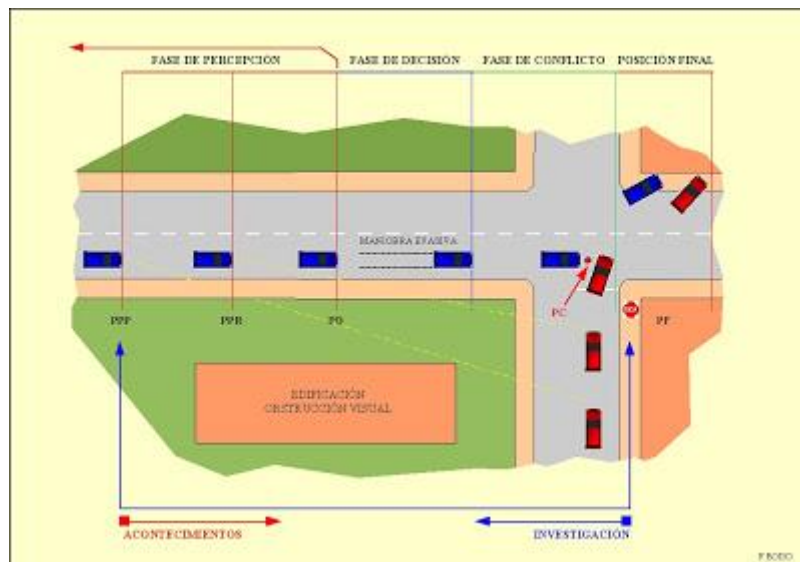 FASE DE PERCEPCIÓN FASE DE DECISIÓN FASE DE CONFLICTO POSICIÓN FINAL
MANIOBRA EVASIVA
PC
PPP PPR PD PF
EDIFICACIÓN
OBSTRUCCIÓN VISUAL
ACONTECIMIENTOS INVESTIGACIÓN